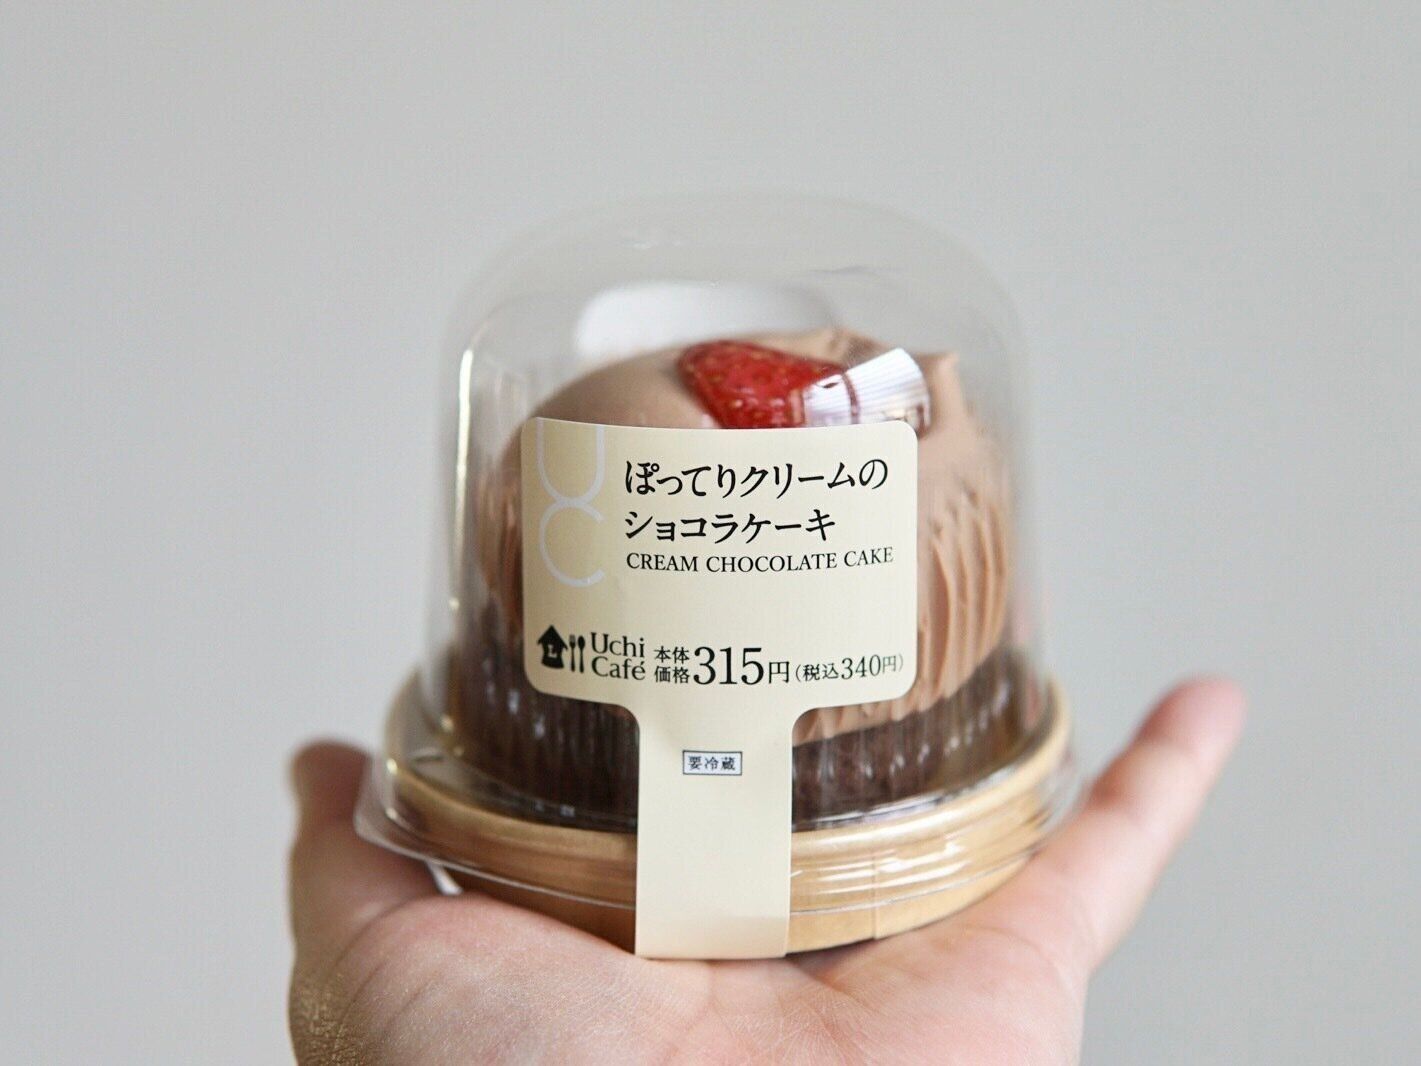 UC
ぽってりクリームの
ショコラケーキ
CREAM CHOCOLATE CAKE
L
Uchi
Café
本体
価格315円(税込340円)
要冷蔵